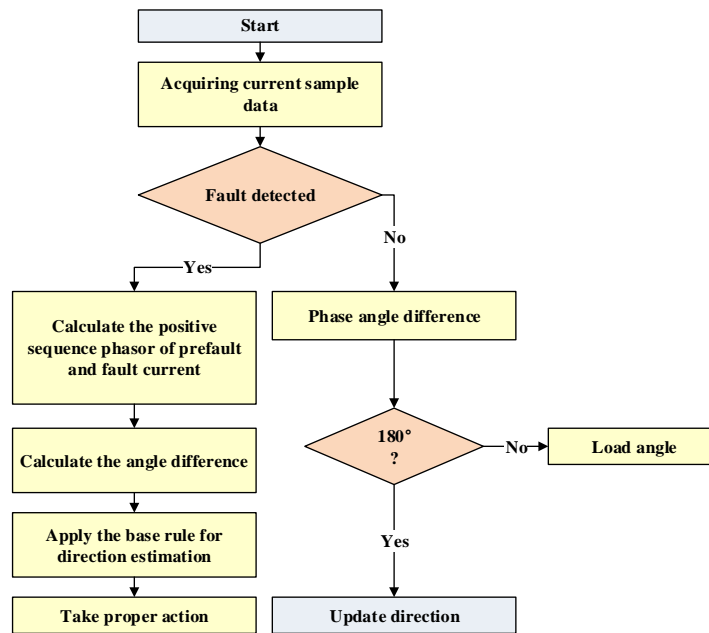 Start
Acquiring current sample
data
Fault detected
Yes
No
Calculate the positive
sequence phasor of prefault
and fault current
Phase angle difference
Calculate the angle difference
180°
?
No
Load angle
Apply the base rule for
direction estimation
Yes
Take proper action
Update direction